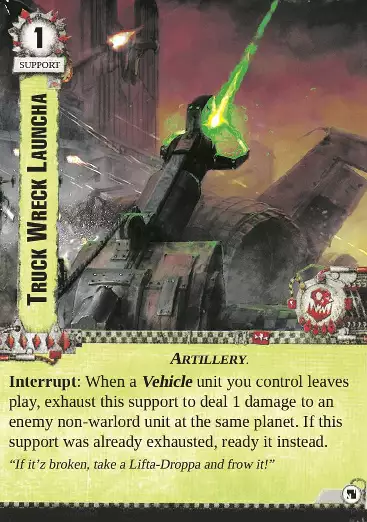 1
SUPPORT
TRUCK WRECK LAUNCHA
ARTILLERY.
Interrupt: When a Vehicle unit you control leaves
play, exhaust this support to deal 1 damage to an
enemy non-warlord unit at the same planet. If this
support was already exhausted, ready it instead.
“If it’z broken, take a Lifta-Droppa and frow it!”